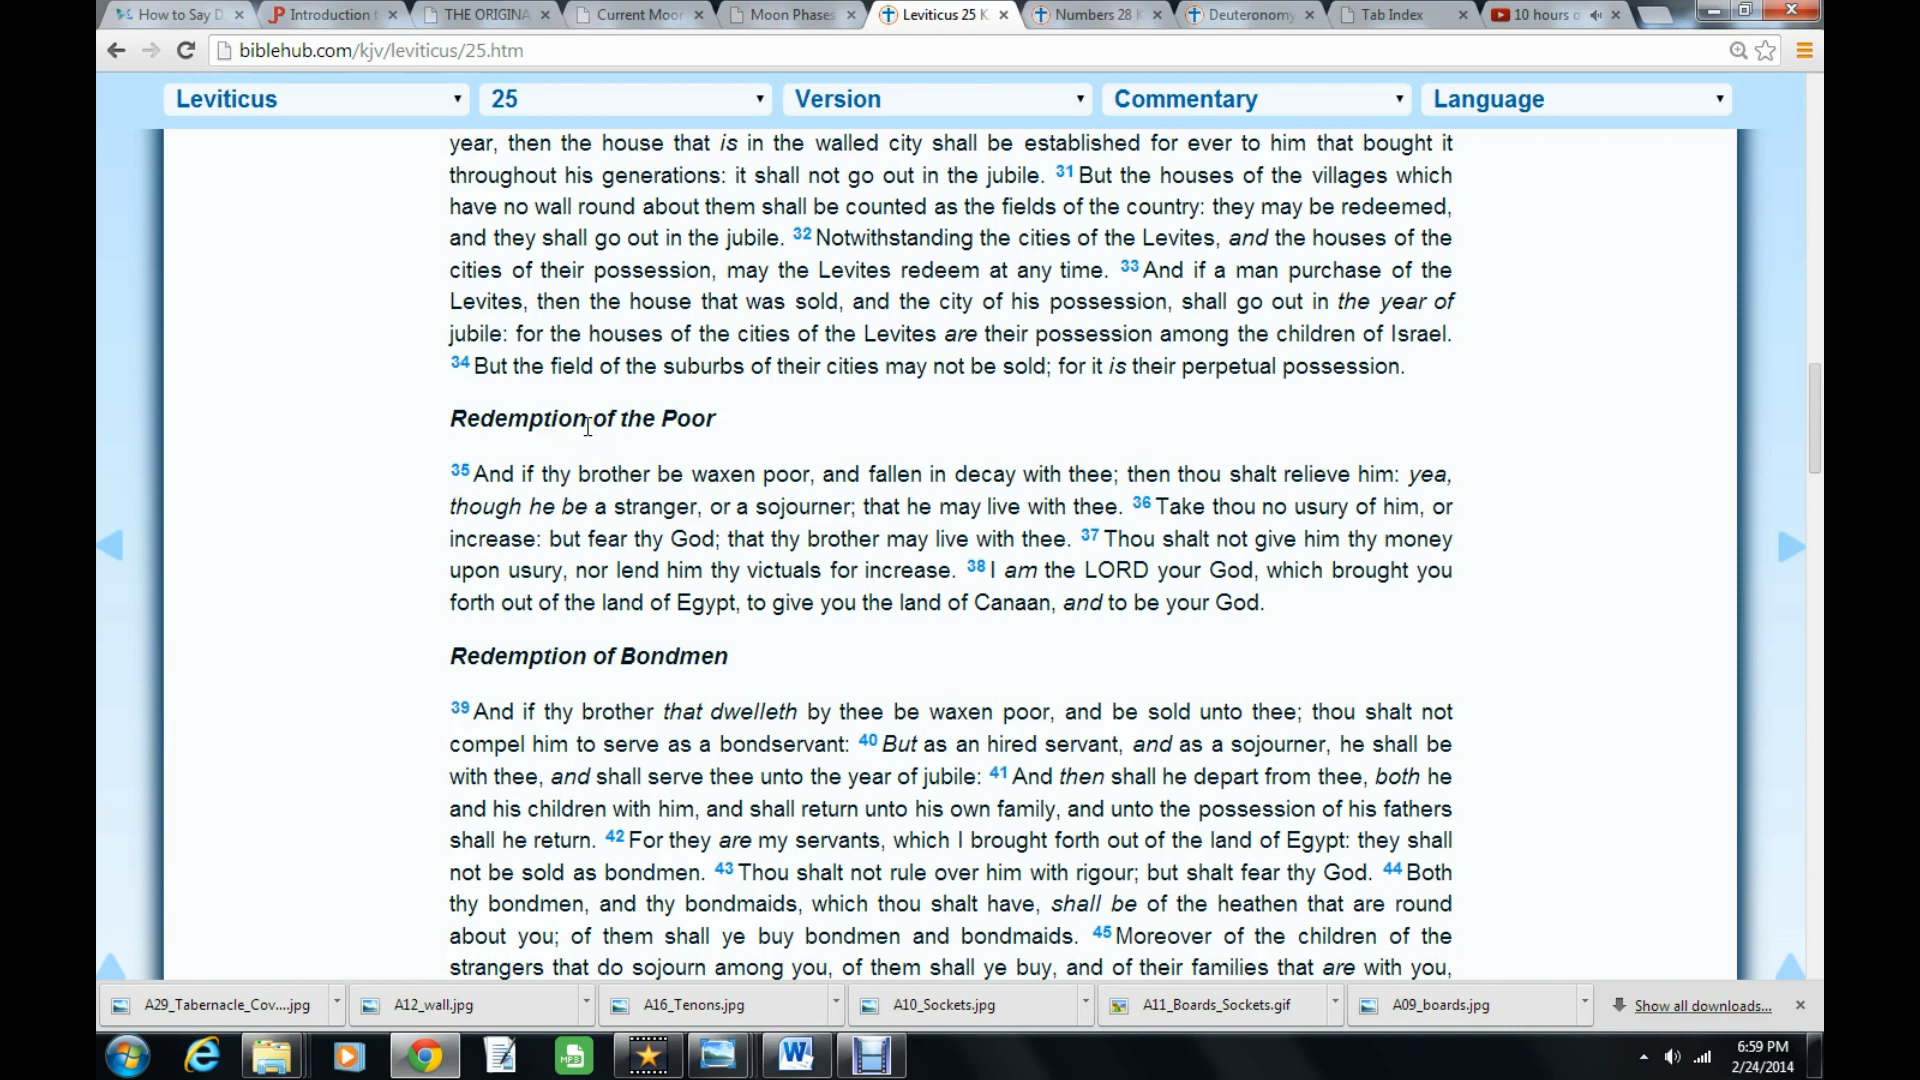 How to Say D
Introduction t
THE ORIGINA
Current Moor
Moon Phases
Leviticus 25 K
Numbers 28 K
Deuteronomy
Tab Index
10 hours o
biblehub.com/kjv/leviticus/25.htm
Leviticus 25 Version Commentary Language
year, then the house that is in the walled city shall be established for ever to him that bought it
throughout his generations: it shall not go out in the jubile. 31 But the houses of the villages which
have no wall round about them shall be counted as the fields of the country: they may be redeemed,
and they shall go out in the jubile. 32 Notwithstanding the cities of the Levites, and the houses of the
cities of their possession, may the Levites redeem at any time. 33 And if a man purchase of the
Levites, then the house that was sold, and the city of his possession, shall go out in the year of
jubile: for the houses of the cities of the Levites are their possession among the children of Israel.
34 But the field of the suburbs of their cities may not be sold; for it is their perpetual possession.
Redemption of the Poor
35 And if thy brother be waxen poor, and fallen in decay with thee; then thou shalt relieve him: yea,
though he be a stranger, or a sojourner; that he may live with thee. 36 Take thou no usury of him, or
increase: but fear thy God; that thy brother may live with thee. 37 Thou shalt not give him thy money
upon usury, nor lend him thy victuals for increase. 38 I am the LORD your God, which brought you
forth out of the land of Egypt, to give you the land of Canaan, and to be your God.
Redemption of Bondmen
39 And if thy brother that dwelleth by thee be waxen poor, and be sold unto thee; thou shalt not
compel him to serve as a bondservant: 40 But as an hired servant, and as a sojourner, he shall be
with thee, and shall serve thee unto the year of jubile: 41 And then shall he depart from thee, both he
and his children with him, and shall return unto his own family, and unto the possession of his fathers
shall he return. 42 For they are my servants, which I brought forth out of the land of Egypt: they shall
not be sold as bondmen. 43 Thou shalt not rule over him with rigour; but shalt fear thy God. 44 Both
thy bondmen, and thy bondmaids, which thou shalt have, shall be of the heathen that are round
about you; of them shall ye buy bondmen and bondmaids. 45 Moreover of the children of the
strangers that do sojourn among you, of them shall ye buy, and of their families that are with you,
A29_Tabernacle_Cov....jpg
A12_wall.jpg
A16_Tenons.jpg
A10_Sockets.jpg
A11_Boards_Sockets.gif
A09_boards.jpg
Show all downloads...
MP3
6:59 PM
2/24/2014